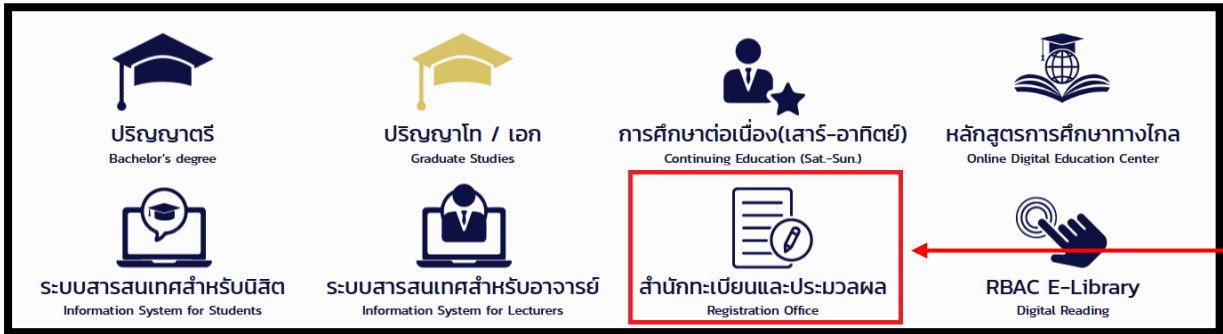 ปริญญาตรี
Bachelor's degree
ปริญญาโท / เอก
Graduate Studies
การศึกษาต่อเนื่อง(เสาร์-อาทิตย์)
Continuing Education (Sat.-Sun.)
หลักสูตรการศึกษาทางไกล
Online Digital Education Center
ระบบสารสนเทศสำหรับนิสิต
Information System for Students
ระบบสารสนเทศสำหรับอาจารย์
Information System for Lecturers
สำนักทะเบียนและประมวลผล
Registration Office
RBAC E-Library
Digital Reading